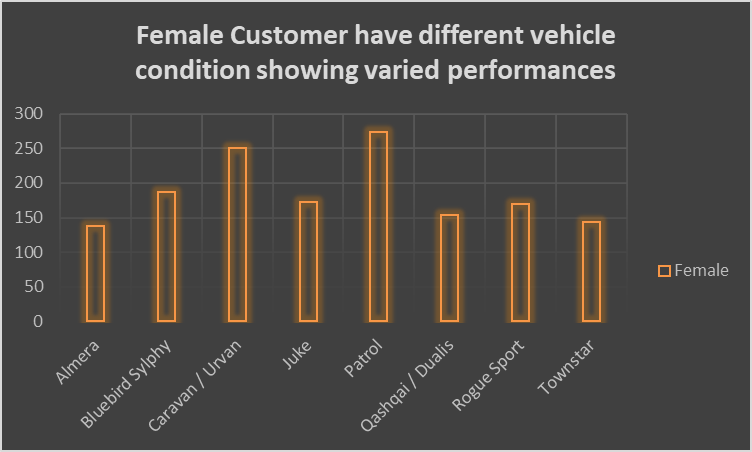 Female Customer have different vehicle
condition showing varied performances
300
250
200
150
100
50
0
Almera
Bluebird Sylphy
Caravan / Urvan
Juke
Patrol
Qashqai / Dualis
Rogue Sport
Townstar
Female